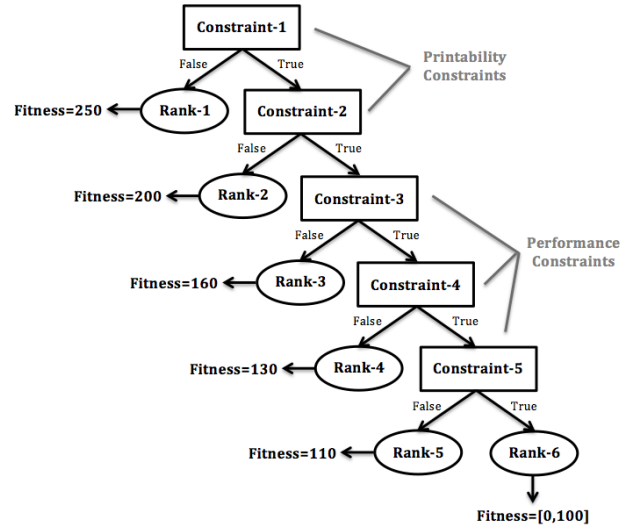 Constraint-1
Printability
Constraints
False
True
Fitness=250
Rank-1
Constraint-2
False
True
Fitness=200
Rank-2
Constraint-3
False
True
Performance
Constraints
Fitness=160
Rank-3
Constraint-4
False
True
Fitness=130
Rank-4
Constraint-5
False
True
Fitness=110
Rank-5
Rank-6
Fitness=[0,100]